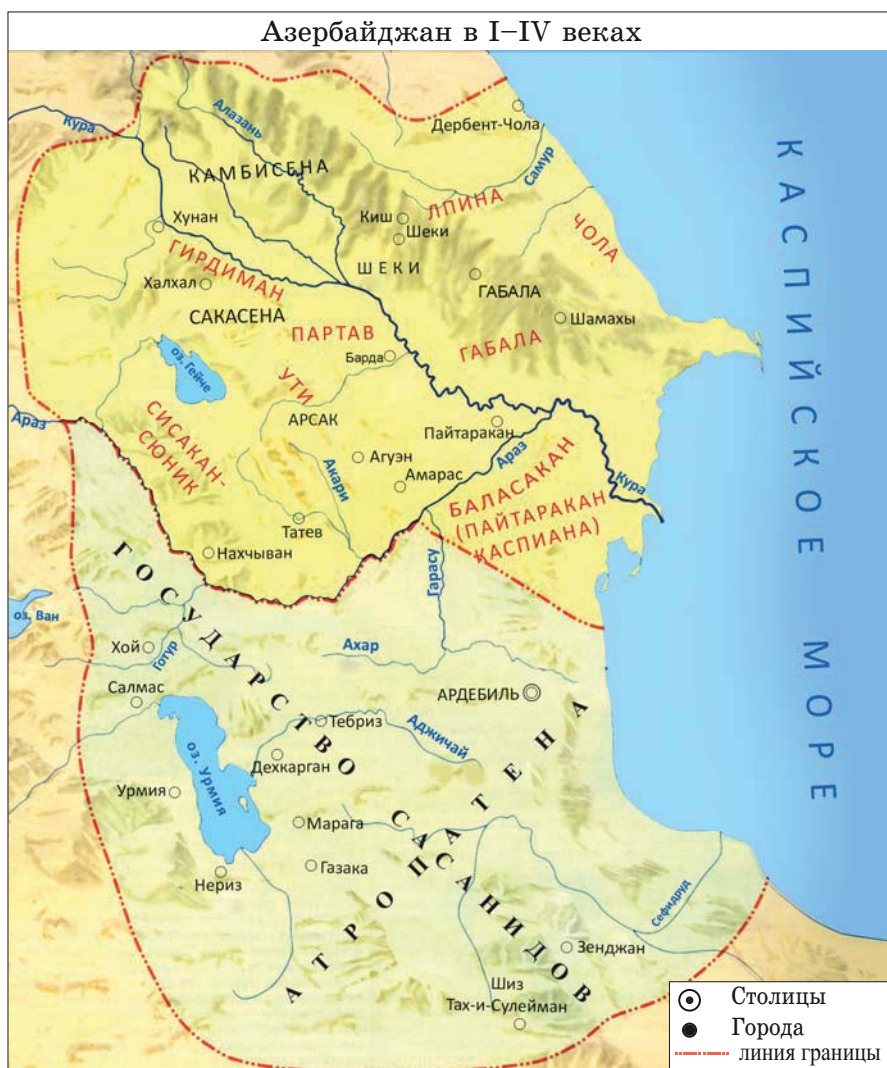 Азербайджан в I–IV веках
Кура
Алазань
Дербент-Чола
КАМБИСЕНА
Самур
ЛПИНА
Киш
Шеки
ЧОЛА
Хунан
ГИРДИМАН
ШЕКИ
Халхал
ГАБАЛА
САКАСЕНА
Шамахы
ПАРТАВ
ГАБАЛА
Барда
оз. Гейче
УТИ
АРСАК
СИСАКАН-
СЮНИК
Пайтаракан
Араз
Агуэн
Араз
Акари
Амарас
БАЛАСАКАН
(ПАЙТАРАКАН
КАСПИАНА)
Кура
Татев
Нахчыван
Гарасу
оз. Ван
Хой
Готур
Ахар
Салмас
АРДЕБИЛЬ
Тебриз
Аджичай
оз. Урмия
Дехкарган
Урмия
Марага
Газака
Нериз
Сефидруд
Зенджан
Шиз
Тах-и-Сулейман
ГОСУДАРСТВО САСАНИДОВ
АТРОПАТЕНА
КАСПИЙСКОЕ МОРЕ
Столицы
Города
линия границы